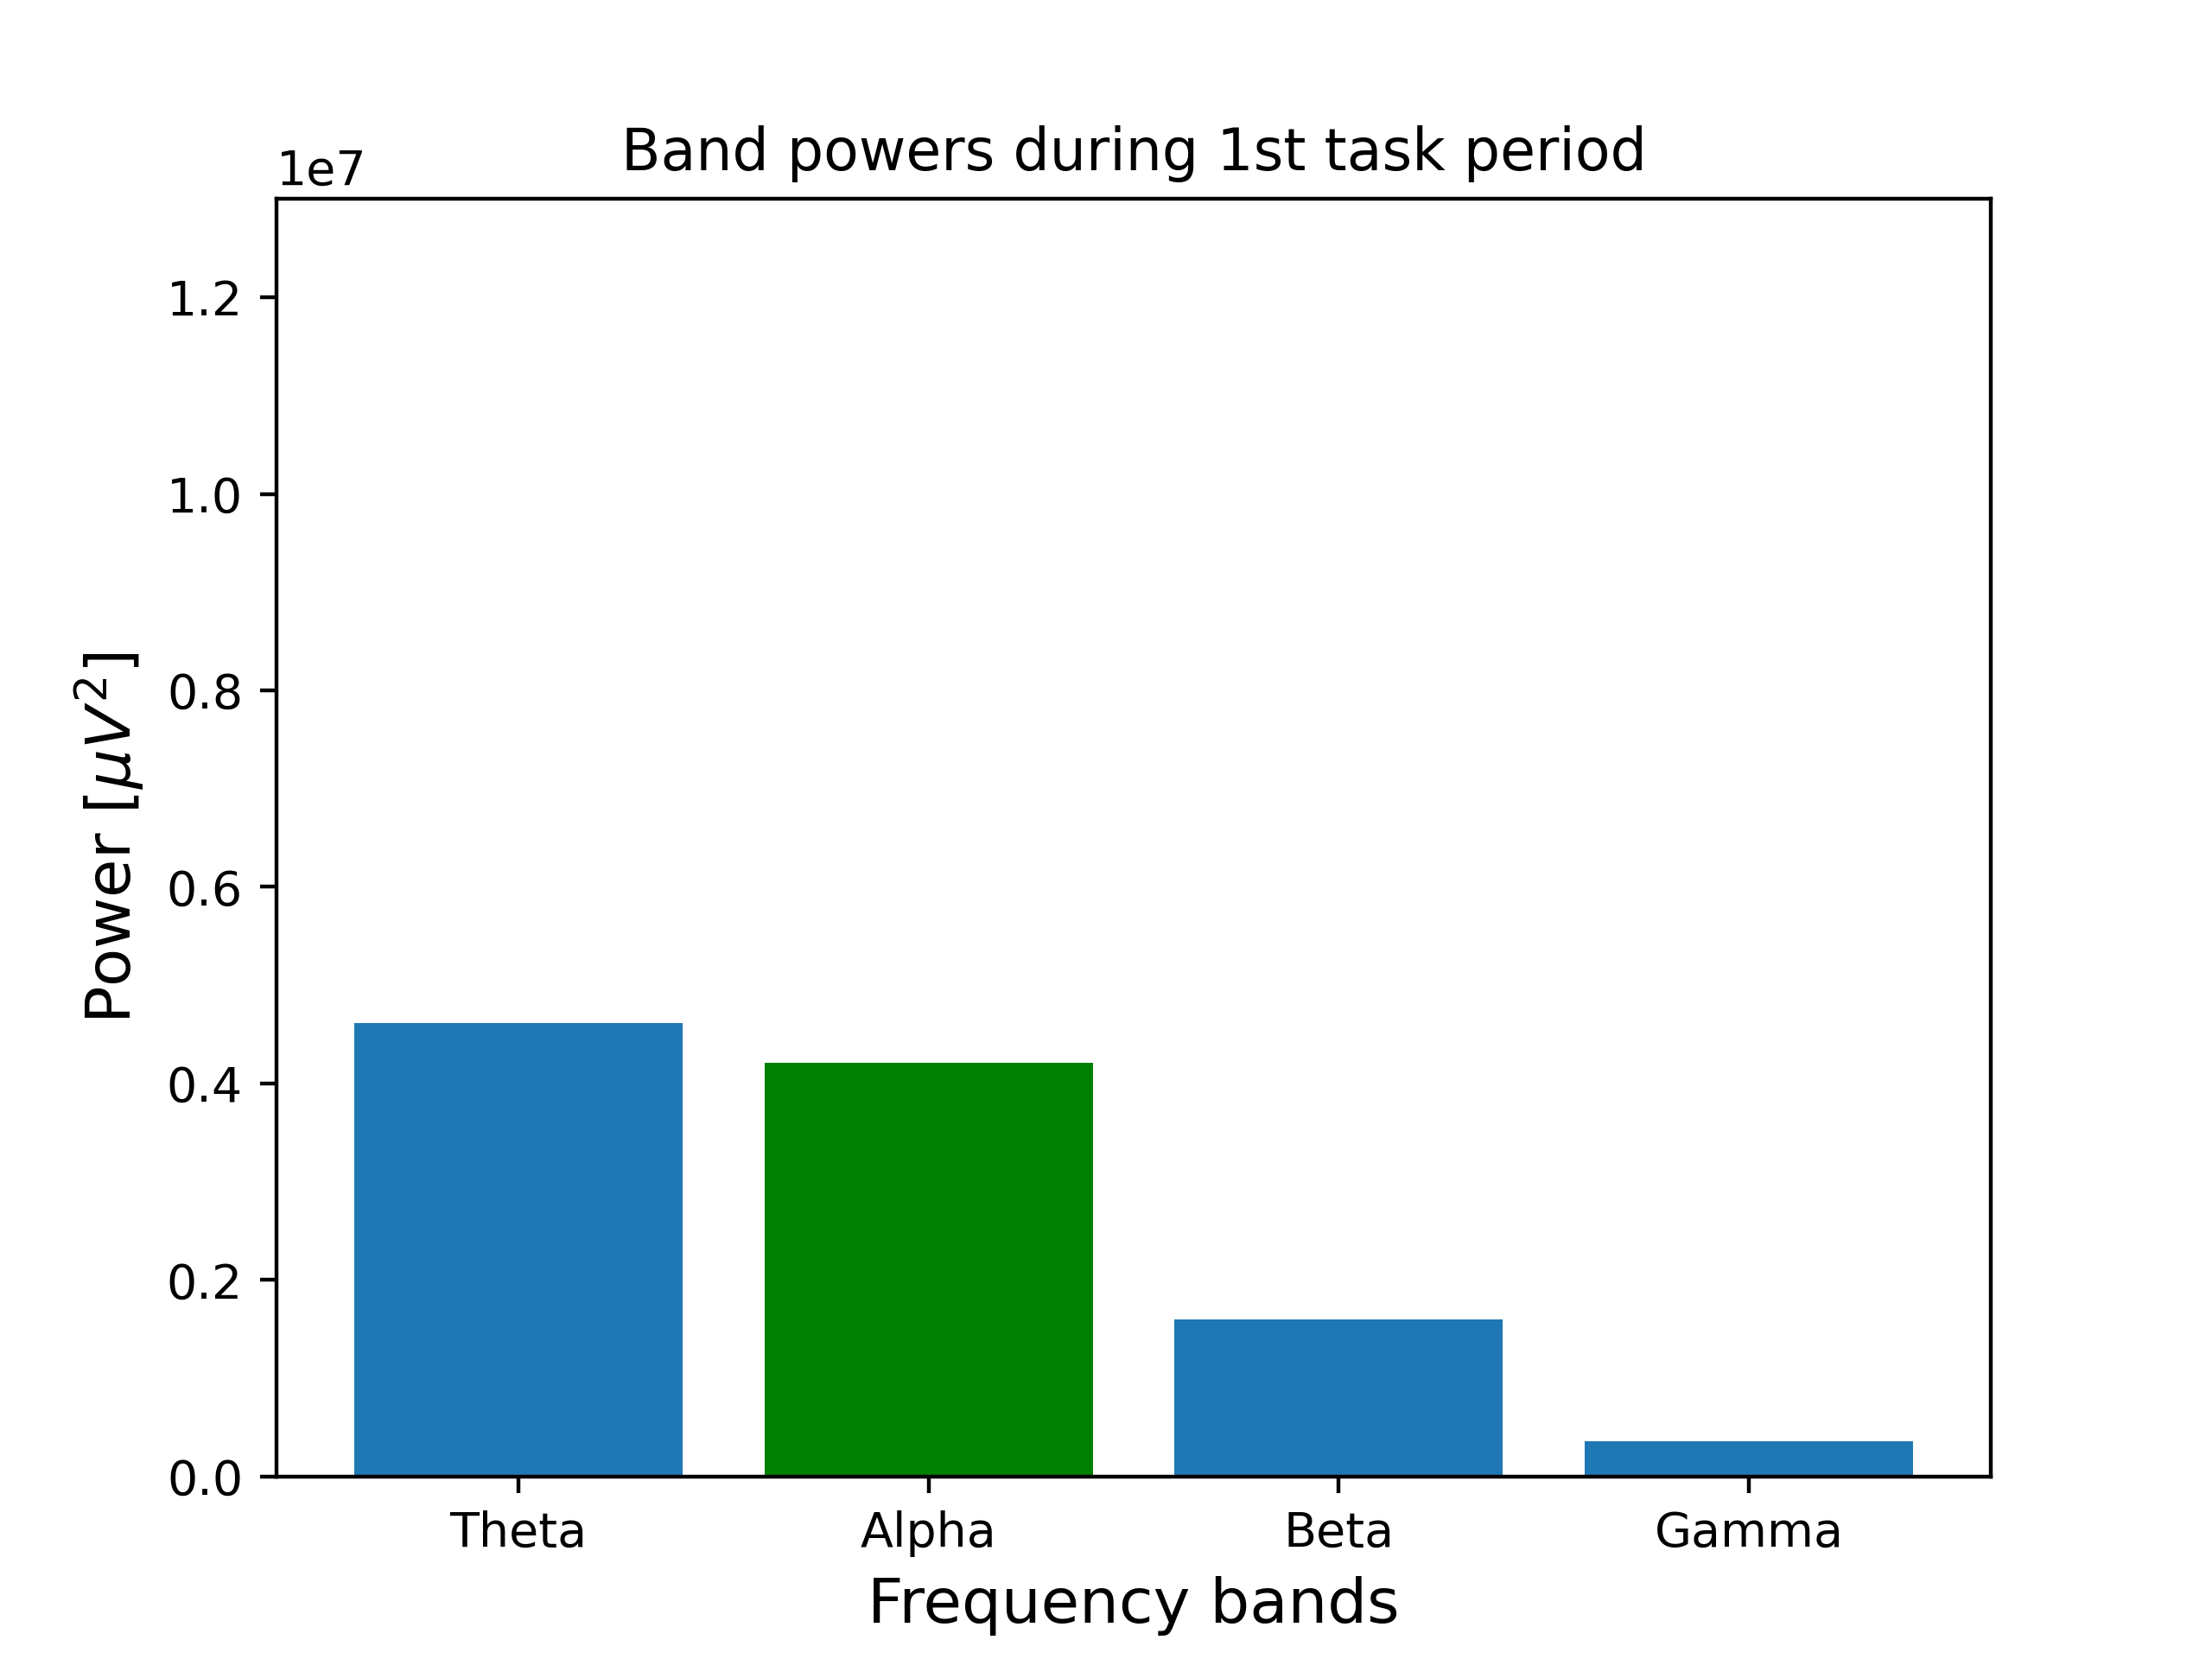 Band powers during 1st task period
1e7
1.2
1.0
0.8
0.6
0.4
0.2
0.0
Power [μV²]
Theta Alpha Beta Gamma
Frequency bands